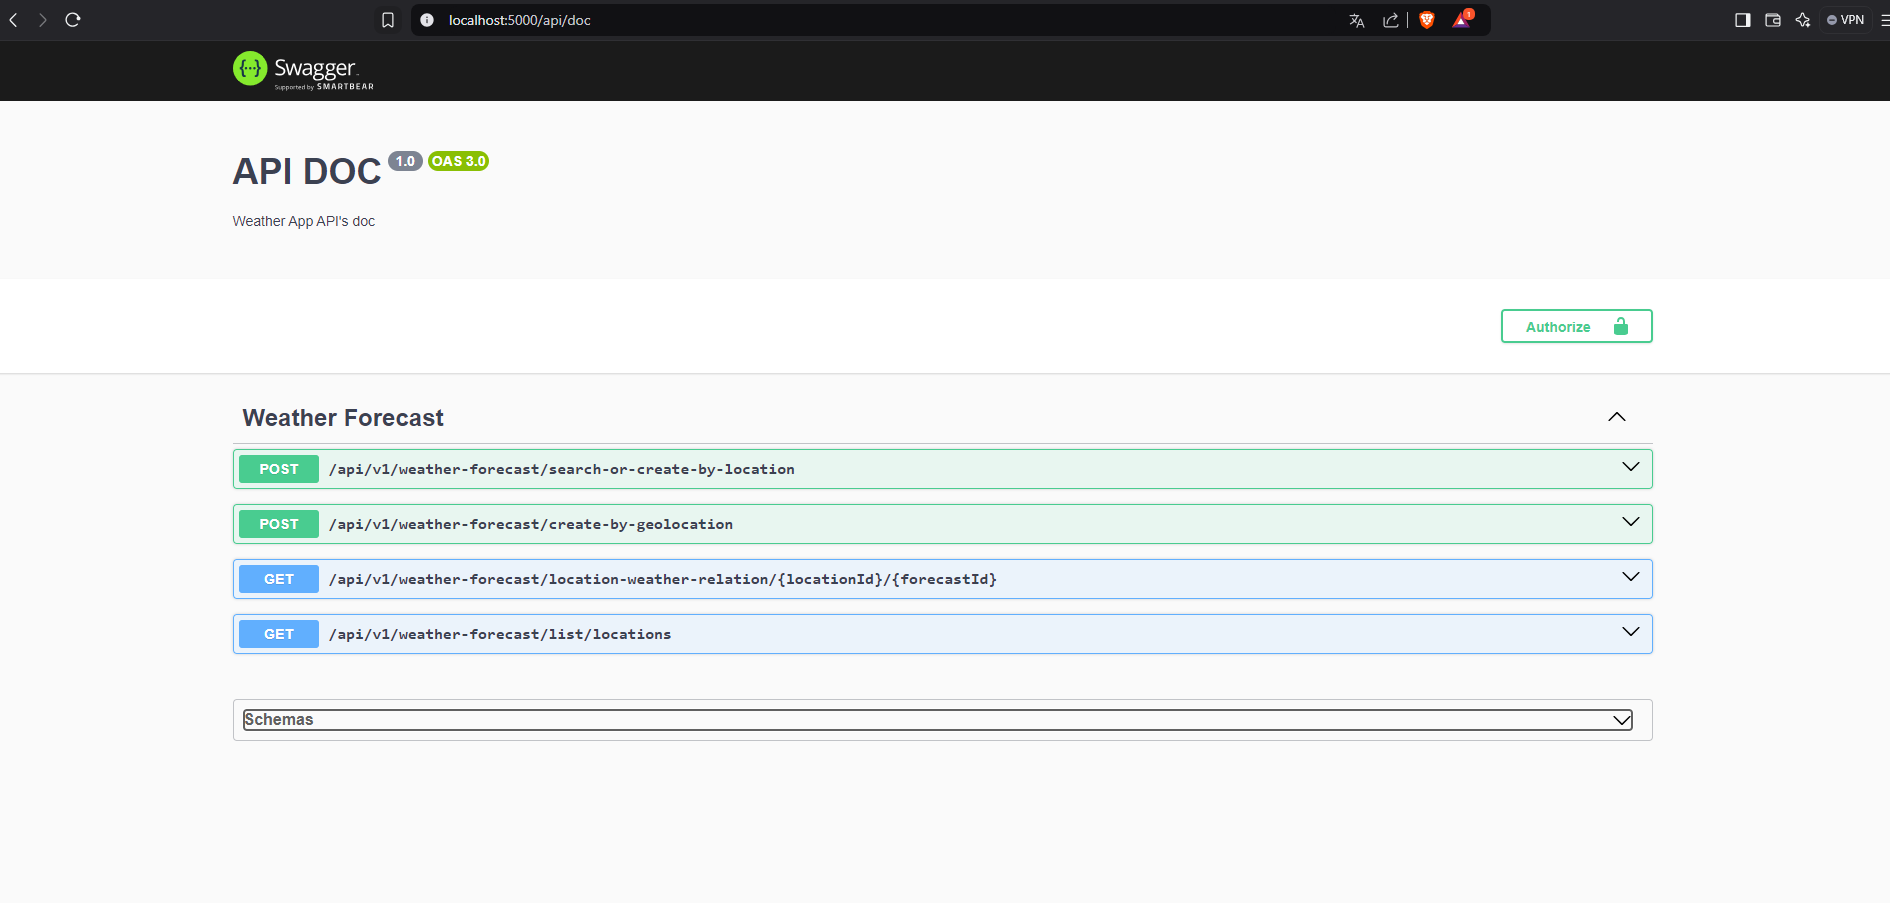 localhost:5000/api/doc
1
VPN
{···} Swagger
Supported by SMARTBEAR
API DOC 1.0 OAS 3.0
Weather App API's doc
Authorize
Weather Forecast
POST /api/v1/weather-forecast/search-or-create-by-location
POST /api/v1/weather-forecast/create-by-geolocation
GET /api/v1/weather-forecast/location-weather-relation/{locationId}/{forecastId}
GET /api/v1/weather-forecast/list/locations
Schemas